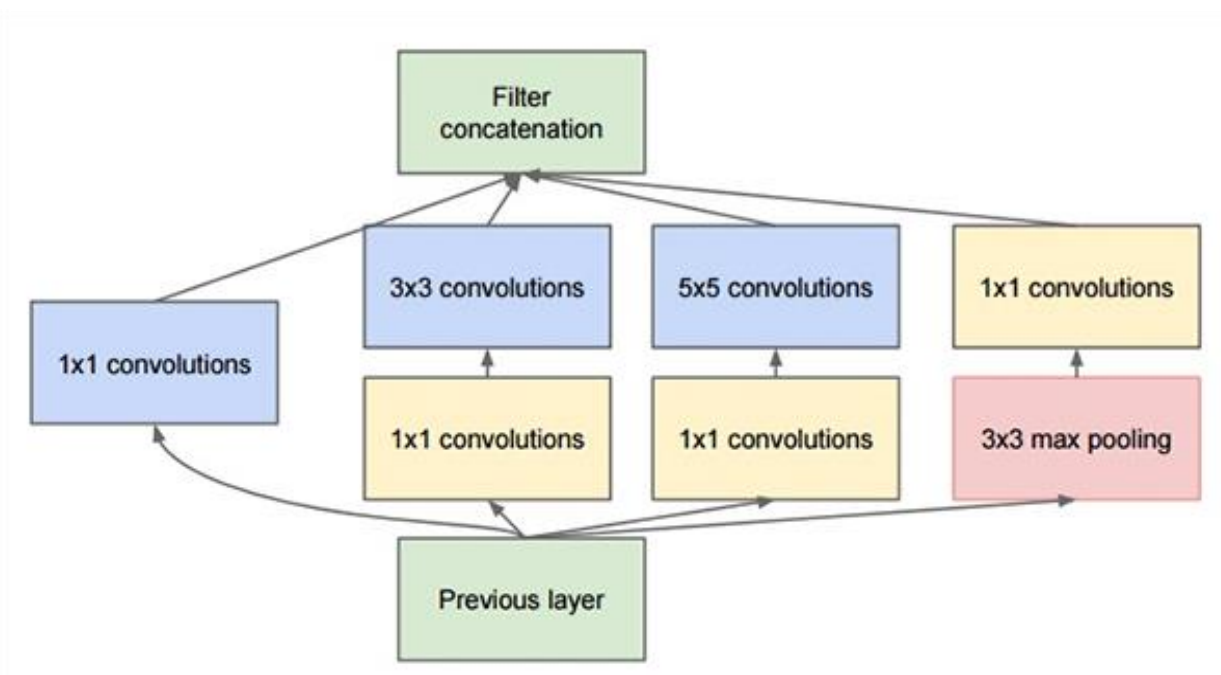 Filter
concatenation
3x3 convolutions
5x5 convolutions
1x1 convolutions
1x1 convolutions
1x1 convolutions
1x1 convolutions
3x3 max pooling
Previous layer